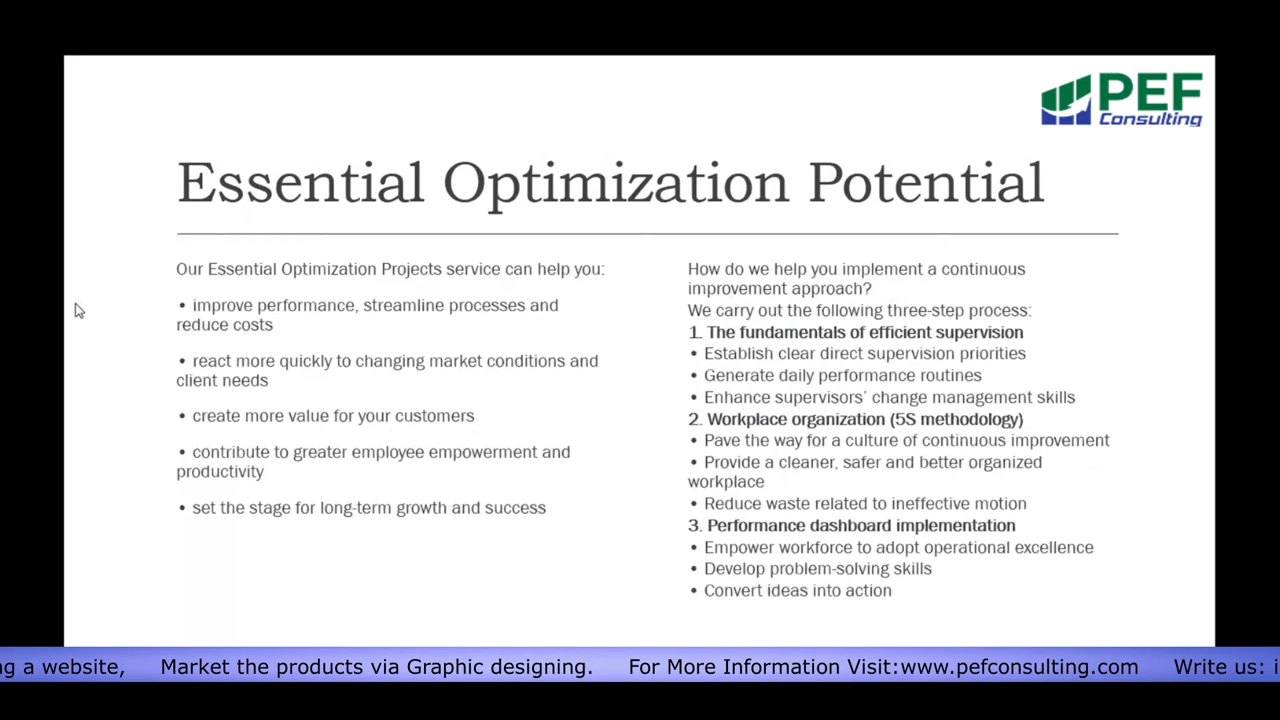 PEF
Consulting
Essential Optimization Potential
Our Essential Optimization Projects service can help you:
• improve performance, streamline processes and
reduce costs
• react more quickly to changing market conditions and
client needs
• create more value for your customers
• contribute to greater employee empowerment and
productivity
• set the stage for long-term growth and success
How do we help you implement a continuous
improvement approach?
We carry out the following three-step process:
1. The fundamentals of efficient supervision
• Establish clear direct supervision priorities
• Generate daily performance routines
• Enhance supervisors’ change management skills
2. Workplace organization (5S methodology)
• Pave the way for a culture of continuous improvement
• Provide a cleaner, safer and better organized
workplace
• Reduce waste related to ineffective motion
3. Performance dashboard implementation
• Empower workforce to adopt operational excellence
• Develop problem-solving skills
• Convert ideas into action
a website, Market the products via Graphic designing. For More Information Visit:www.pefconsulting.com Write us: